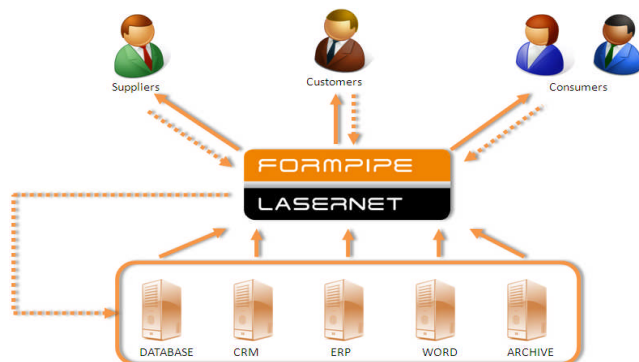 Suppliers
Customers
Consumers
FORMPIPE
LASERNET
DATABASE
CRM
ERP
WORD
ARCHIVE